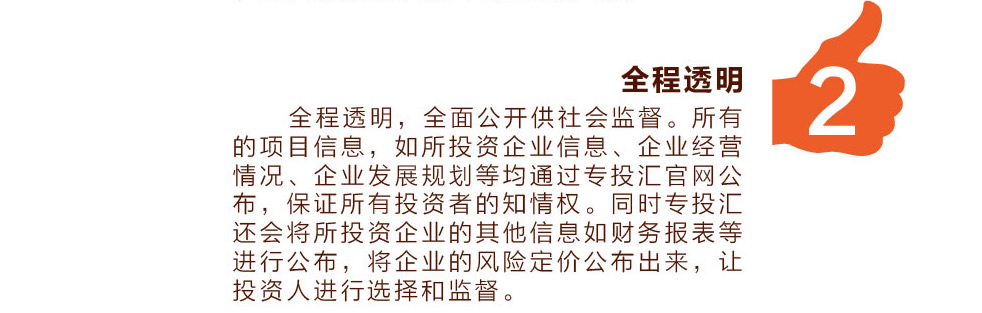 全程透明
2
全程透明，全面公开供社会监督。所有
的项目信息，如所投资企业信息、企业经营
情况、企业发展规划等均通过专投汇官网公
布，保证所有投资者的知情权。同时专投汇
还会将所投资企业的其他信息如财务报表等
进行公布，将企业的风险定价公布出来，让
投资人进行选择和监督。